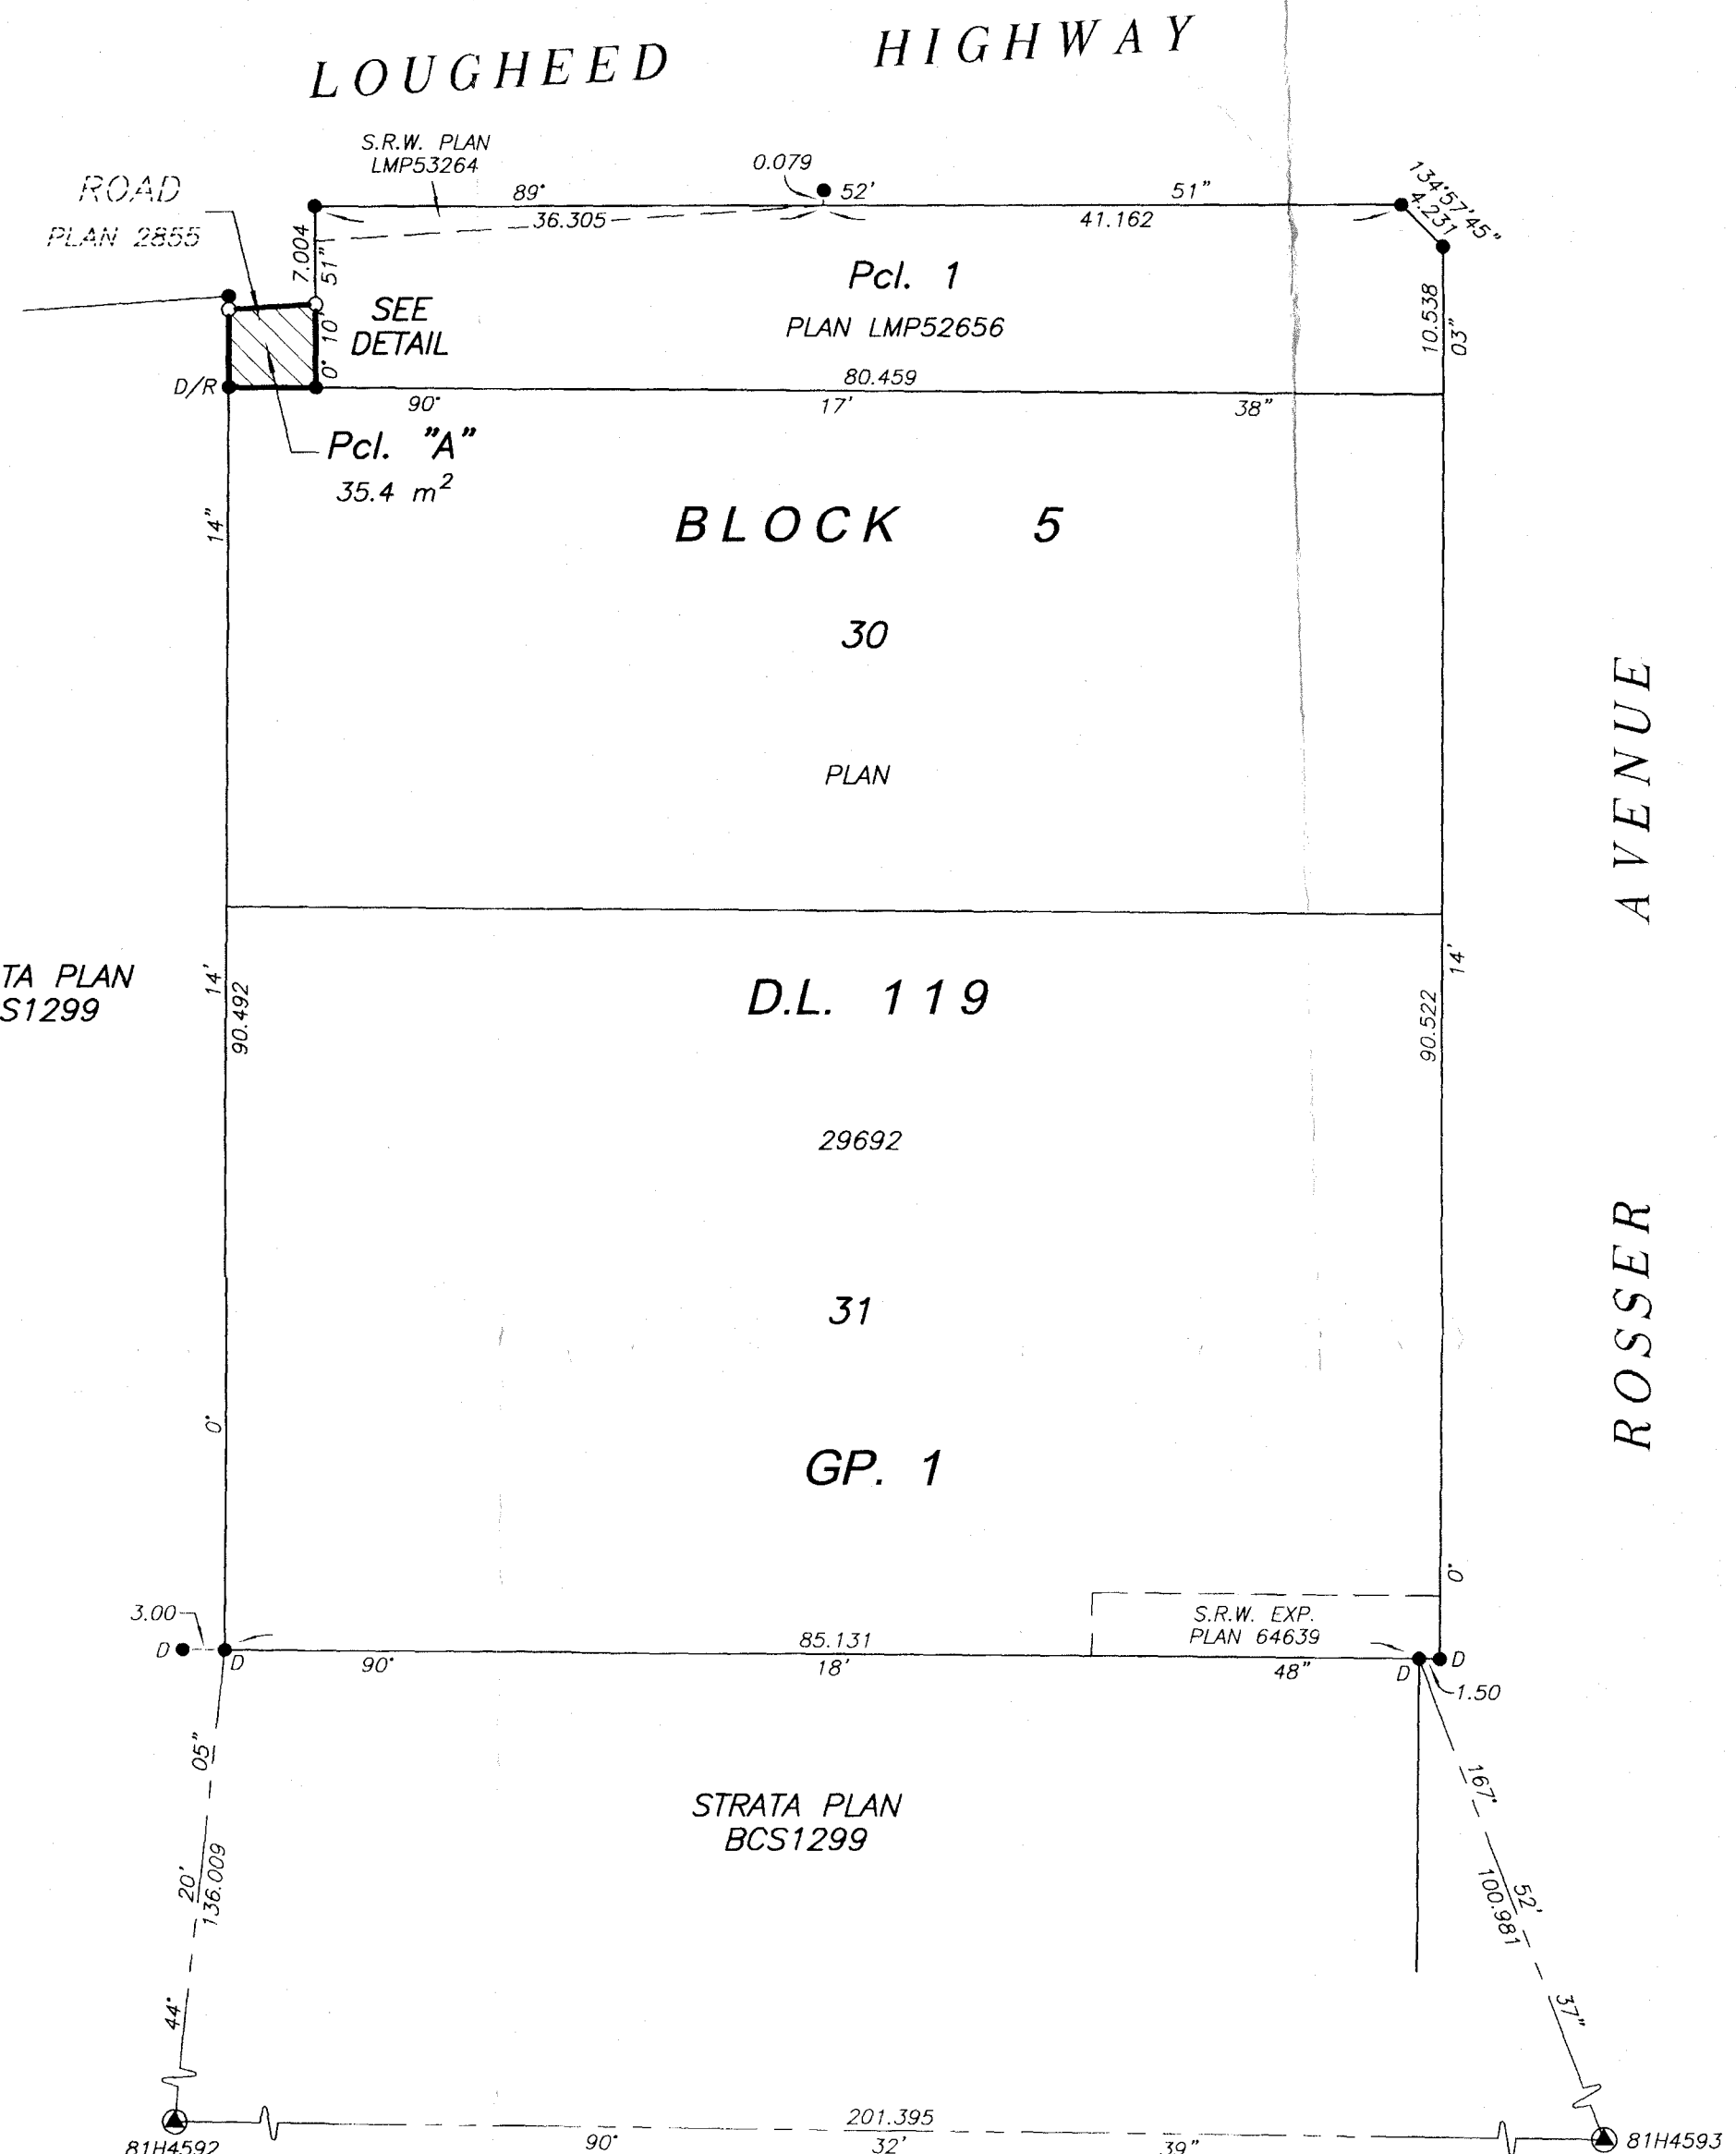 LOUGHEED HIGHWAY
S.R.W. PLAN
LMP53264
0.079
134°57'45"
4.231
ROAD
PLAN 2855
89° 52' 51"
36.305
41.162
7.004
0° 10' 51"
SEE
DETAIL
Pcl. 1
PLAN LMP52656
10.538
D/R
80.459
90° 17' 38"
Pcl. "A"
35.4 m²
BLOCK 5
30
PLAN
TA PLAN
S1299
0° 14' 14"
90.492
D.L. 119
0° 14' 03"
90.522
ROSSER AVENUE
29692
31
GP. 1
3.00
D
D
85.131
90° 18' 48"
S.R.W. EXP.
PLAN 64639
D
D
1.50
STRATA PLAN
BCS1299
44° 20' 05"
136.009
167° 52' 37"
100.981
81H4592
201.395
90° 32' 39"
81H4593